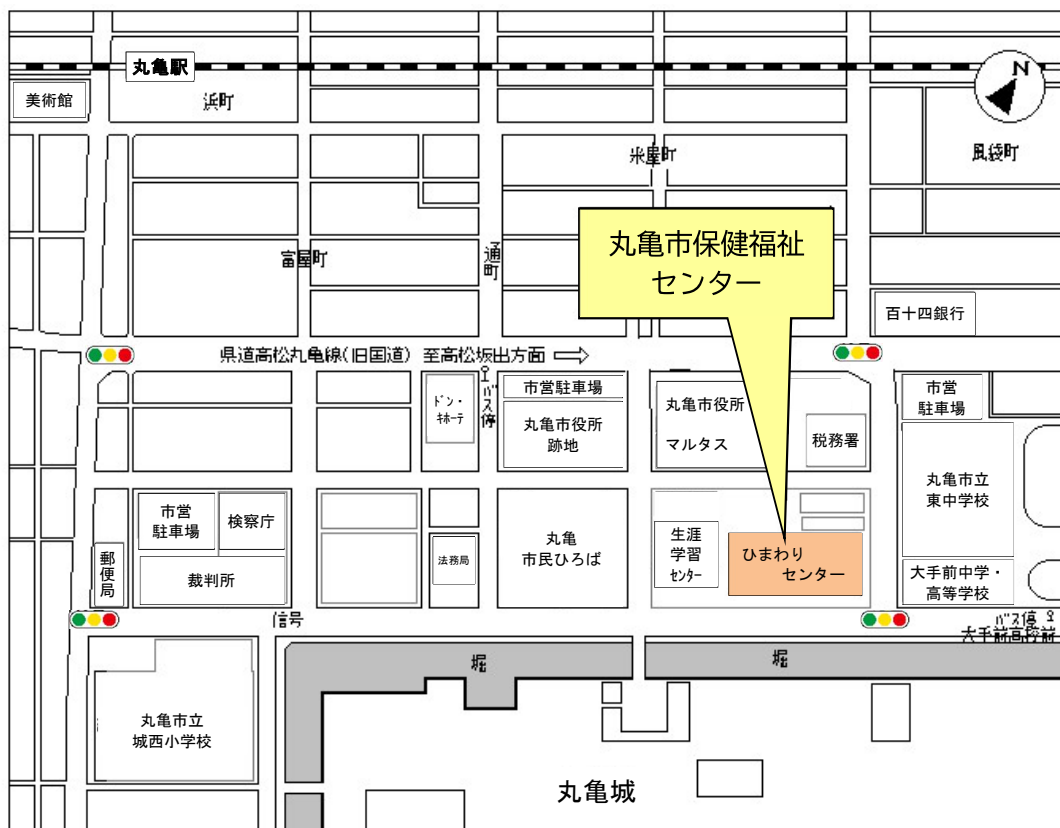 丸亀駅
N
美術館
浜町
米屋町
風袋町
丸亀市保健福祉
センター
富屋町
通町
百十四銀行
県道高松丸亀線(旧国道) 至高松坂出方面
バス停
ドン・
キホーテ
市営駐車場
丸亀市役所
跡地
丸亀市役所
マルタス
税務署
市営
駐車場
丸亀市立
東中学校
市営
駐車場
検察庁
裁判所
郵便局
法務局
丸亀
市民ひろば
生涯
学習
センター
ひまわり
センター
大手前中学・
高等学校
信号
バス停
大手前高校前
堀
堀
丸亀市立
城西小学校
丸亀城